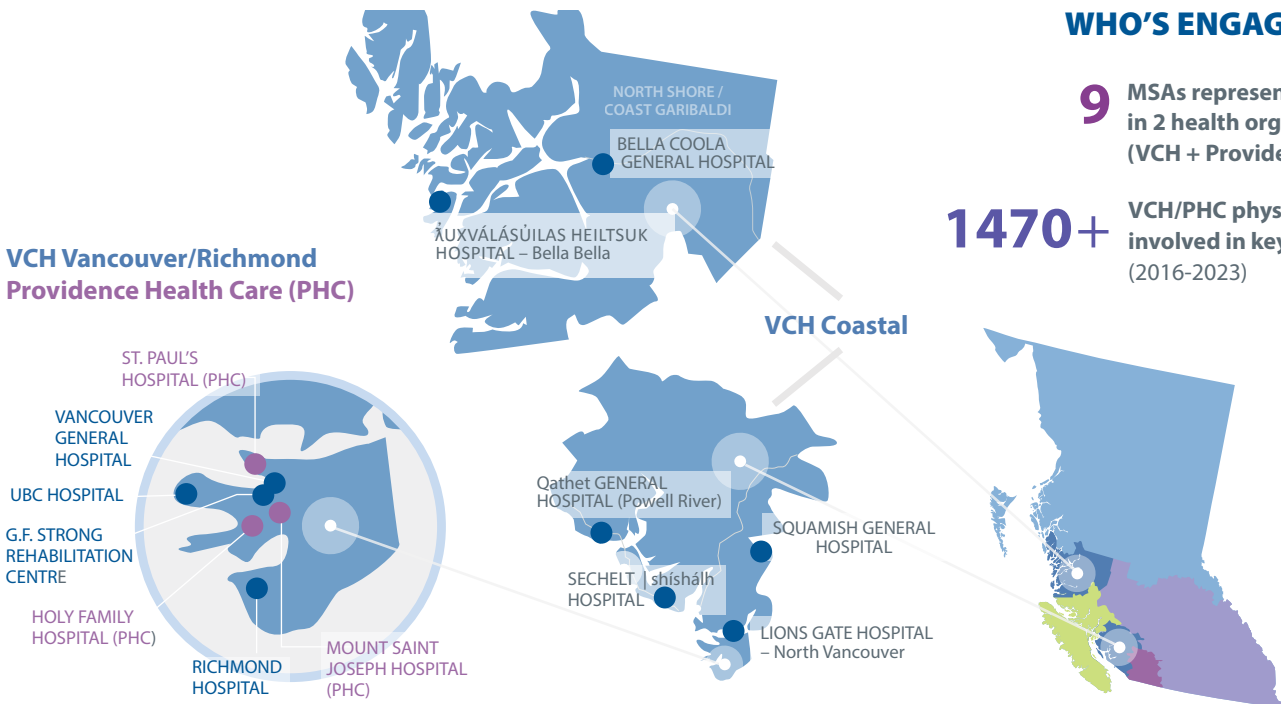 WHO'S ENGAG
9 MSAs represen
in 2 health org
(VCH + Provide
1470+ VCH/PHC phys
involved in key
(2016-2023)
NORTH SHORE /
COAST GARIBALDI
BELLA COOLA
GENERAL HOSPITAL
ƛ̓UXVÁLÁSU̓ILAS HEILTSUK
HOSPITAL – Bella Bella
VCH Vancouver/Richmond
Providence Health Care (PHC)
VCH Coastal
ST. PAUL'S
HOSPITAL (PHC)
VANCOUVER
GENERAL
HOSPITAL
UBC HOSPITAL
G.F. STRONG
REHABILITATION
CENTRE
HOLY FAMILY
HOSPITAL (PHC)
RICHMOND
HOSPITAL
MOUNT SAINT
JOSEPH HOSPITAL
(PHC)
Qathet GENERAL
HOSPITAL (Powell River)
SQUAMISH GENERAL
HOSPITAL
SECHELT | shíshálh
HOSPITAL
LIONS GATE HOSPITAL
– North Vancouver